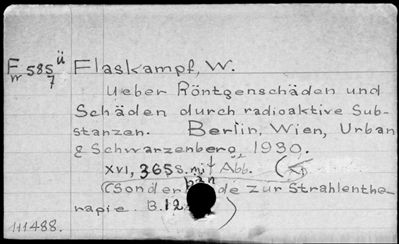 F 585 ü Flaskampf, W.
m 7
Ueber Röntgenschäden und
Schäden durch radioaktive Sub-
stanzen. Berlin, Wien, Urban
& Schwarzenberg 1930.
XVI, 365 S. mit Abb.
(Sonderbände zur Strahlenthe-
rapie. B. 12
111488.